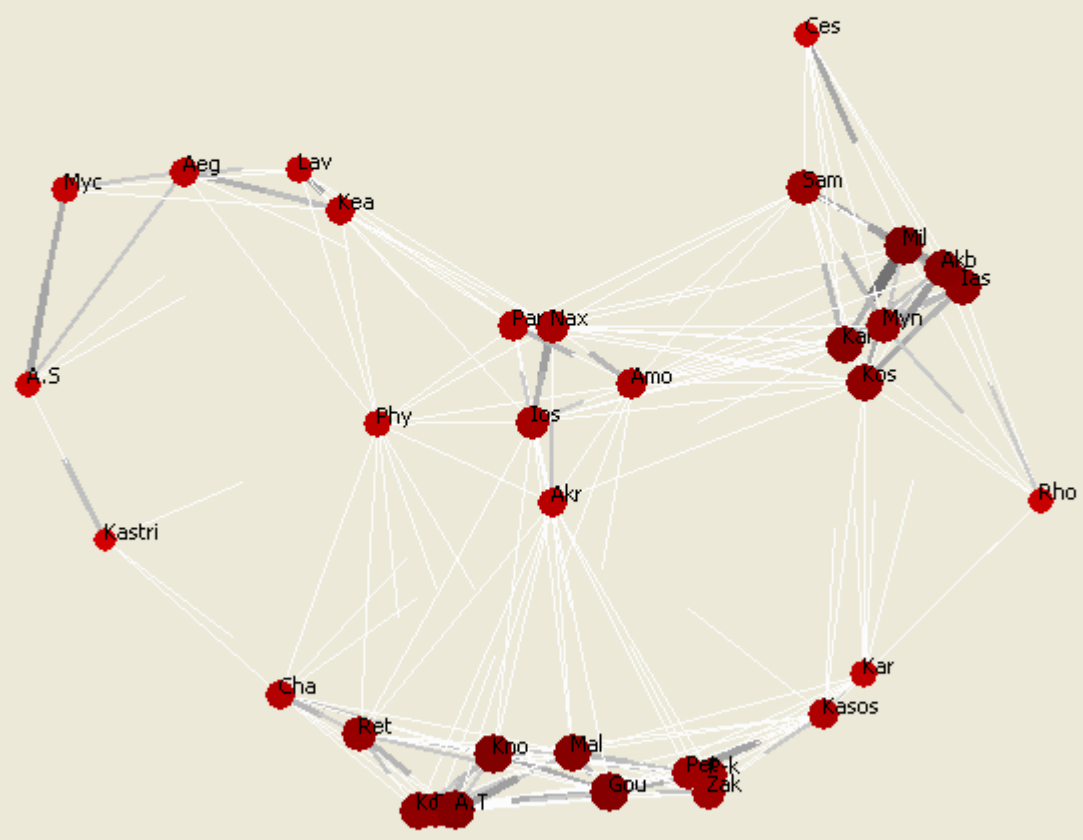 Ces
Lav
Aeg
Myc
Sam
Kea
Mil
Akb
Ias
Par
Nax
Myn
Kal
A.S
Amo
Kos
Phy
Ios
Akr
Rho
Kastri
Kar
Cha
Kasos
Ret
Kno
Mal
Zak
Gou
A.T